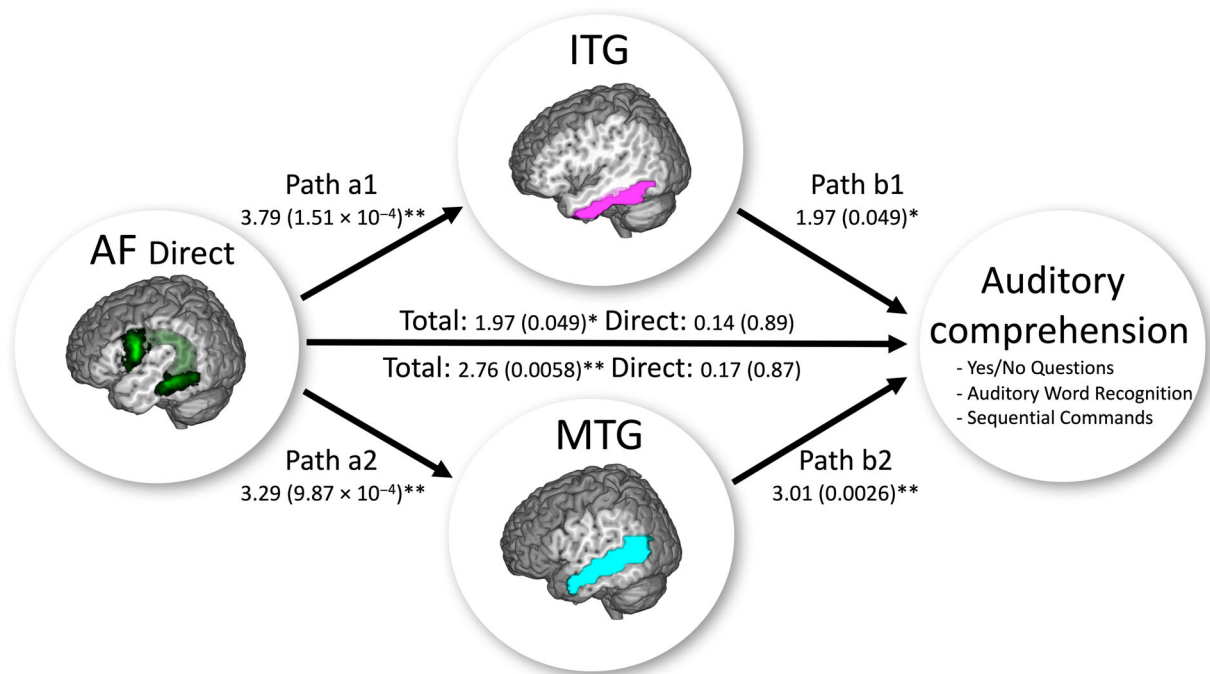 ITG
Path a1
3.79 (1.51 × 10⁻⁴)**
Path b1
1.97 (0.049)*
AF Direct
Total: 1.97 (0.049)* Direct: 0.14 (0.89)
Total: 2.76 (0.0058)** Direct: 0.17 (0.87)
Auditory
comprehension
- Yes/No Questions
- Auditory Word Recognition
- Sequential Commands
MTG
Path a2
3.29 (9.87 × 10⁻⁴)**
Path b2
3.01 (0.0026)**